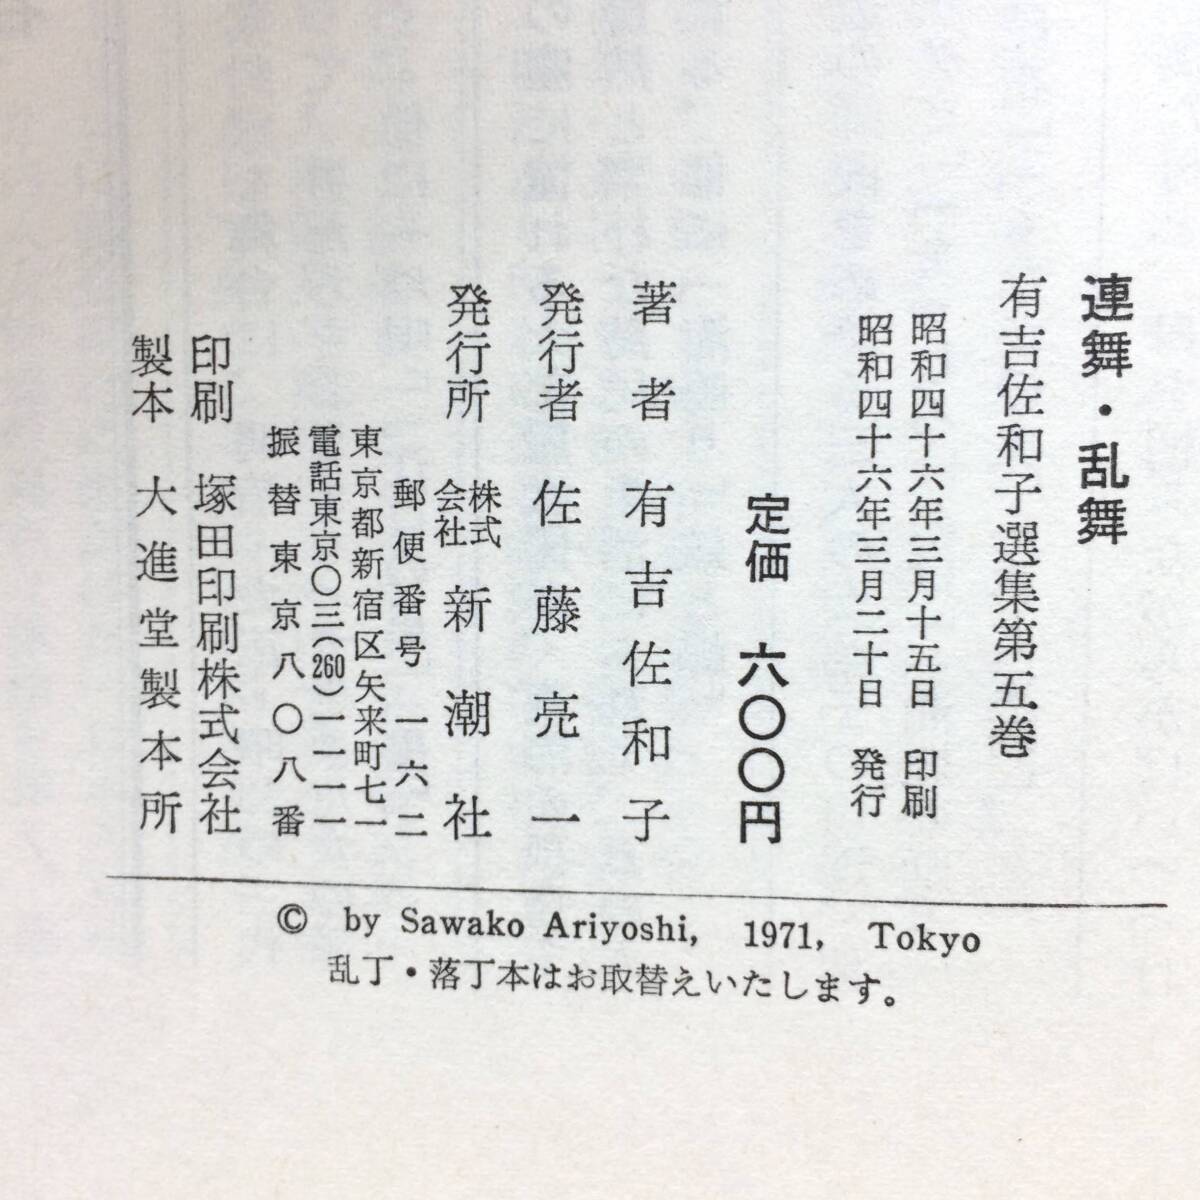 連舞・乱舞
有吉佐和子選集第五巻
昭和四十六年三月十五日 印刷
昭和四十六年三月二十日 発行
定価 六〇〇円
著者 有吉佐和子
発行者 佐藤亮一
発行所 株式会社 新潮社
郵便番号 一六二
東京都新宿区矢来町七一
電話東京〇三(260)一一一一
振替東京八〇八番
印刷 塚田印刷株式会社
製本 大進堂製本所
© by Sawako Ariyoshi, 1971, Tokyo
乱丁・落丁本はお取替えいたします。